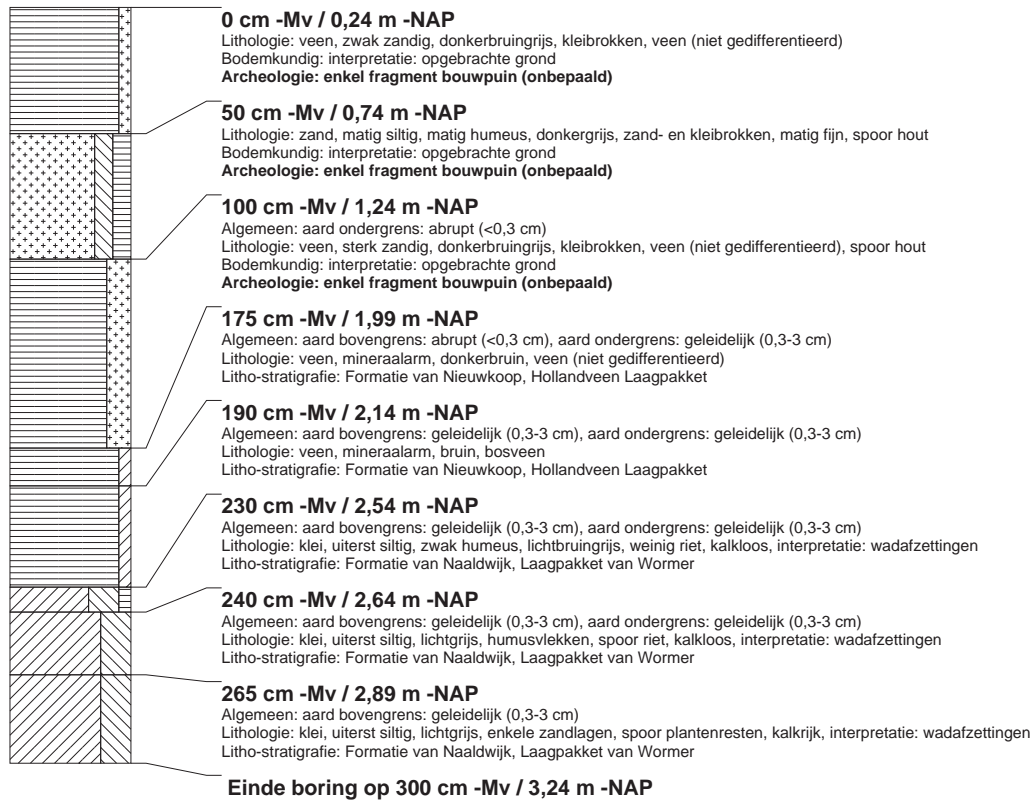 0 cm -Mv / 0,24 m -NAP
Lithologie: veen, zwak zandig, donkerbruingrijs, kleibrokken, veen (niet gedifferentieerd)
Bodemkundig: interpretatie: opgebrachte grond
Archeologie: enkel fragment bouwpuin (onbepaald)
50 cm -Mv / 0,74 m -NAP
Lithologie: zand, matig siltig, matig humeus, donkergrijs, zand- en kleibrokken, matig fijn, spoor hout
Bodemkundig: interpretatie: opgebrachte grond
Archeologie: enkel fragment bouwpuin (onbepaald)
100 cm -Mv / 1,24 m -NAP
Algemeen: aard ondergrens: abrupt (<0,3 cm)
Lithologie: veen, sterk zandig, donkerbruingrijs, kleibrokken, veen (niet gedifferentieerd), spoor hout
Bodemkundig: interpretatie: opgebrachte grond
Archeologie: enkel fragment bouwpuin (onbepaald)
175 cm -Mv / 1,99 m -NAP
Algemeen: aard bovengrens: abrupt (<0,3 cm), aard ondergrens: geleidelijk (0,3-3 cm)
Lithologie: veen, mineraalarm, donkerbruin, veen (niet gedifferentieerd)
Litho-stratigrafie: Formatie van Nieuwkoop, Hollandveen Laagpakket
190 cm -Mv / 2,14 m -NAP
Algemeen: aard bovengrens: geleidelijk (0,3-3 cm), aard ondergrens: geleidelijk (0,3-3 cm)
Lithologie: veen, mineraalarm, bruin, bosveen
Litho-stratigrafie: Formatie van Nieuwkoop, Hollandveen Laagpakket
230 cm -Mv / 2,54 m -NAP
Algemeen: aard bovengrens: geleidelijk (0,3-3 cm), aard ondergrens: geleidelijk (0,3-3 cm)
Lithologie: klei, uiterst siltig, zwak humeus, lichtbruingrijs, weinig riet, kalkloos, interpretatie: wadafzettingen
Litho-stratigrafie: Formatie van Naaldwijk, Laagpakket van Wormer
240 cm -Mv / 2,64 m -NAP
Algemeen: aard bovengrens: geleidelijk (0,3-3 cm), aard ondergrens: geleidelijk (0,3-3 cm)
Lithologie: klei, uiterst siltig, lichtgrijs, humusvlekken, spoor riet, kalkloos, interpretatie: wadafzettingen
Litho-stratigrafie: Formatie van Naaldwijk, Laagpakket van Wormer
265 cm -Mv / 2,89 m -NAP
Algemeen: aard bovengrens: geleidelijk (0,3-3 cm)
Lithologie: klei, uiterst siltig, lichtgrijs, enkele zandlagen, spoor plantenresten, kalkrijk, interpretatie: wadafzettingen
Litho-stratigrafie: Formatie van Naaldwijk, Laagpakket van Wormer
Einde boring op 300 cm -Mv / 3,24 m -NAP